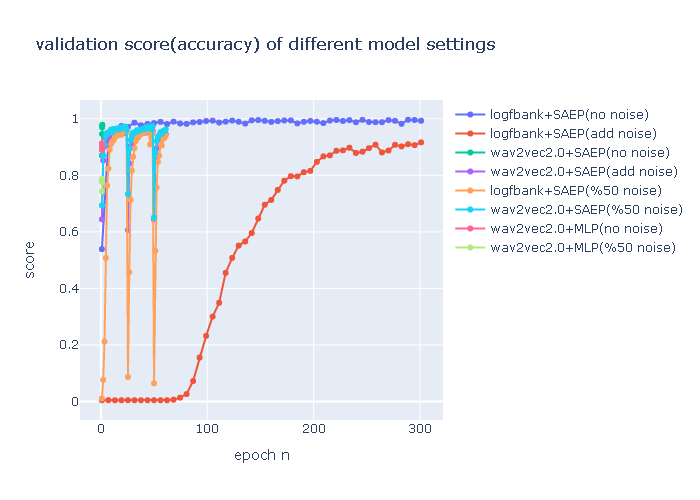 validation score(accuracy) of different model settings
logfbank+SAEP(no noise)
logfbank+SAEP(add noise)
wav2vec2.0+SAEP(no noise)
wav2vec2.0+SAEP(add noise)
logfbank+SAEP(%50 noise)
wav2vec2.0+SAEP(%50 noise)
wav2vec2.0+MLP(no noise)
wav2vec2.0+MLP(%50 noise)
1
0.8
0.6
0.4
0.2
0
score
0 100 200 300
epoch n